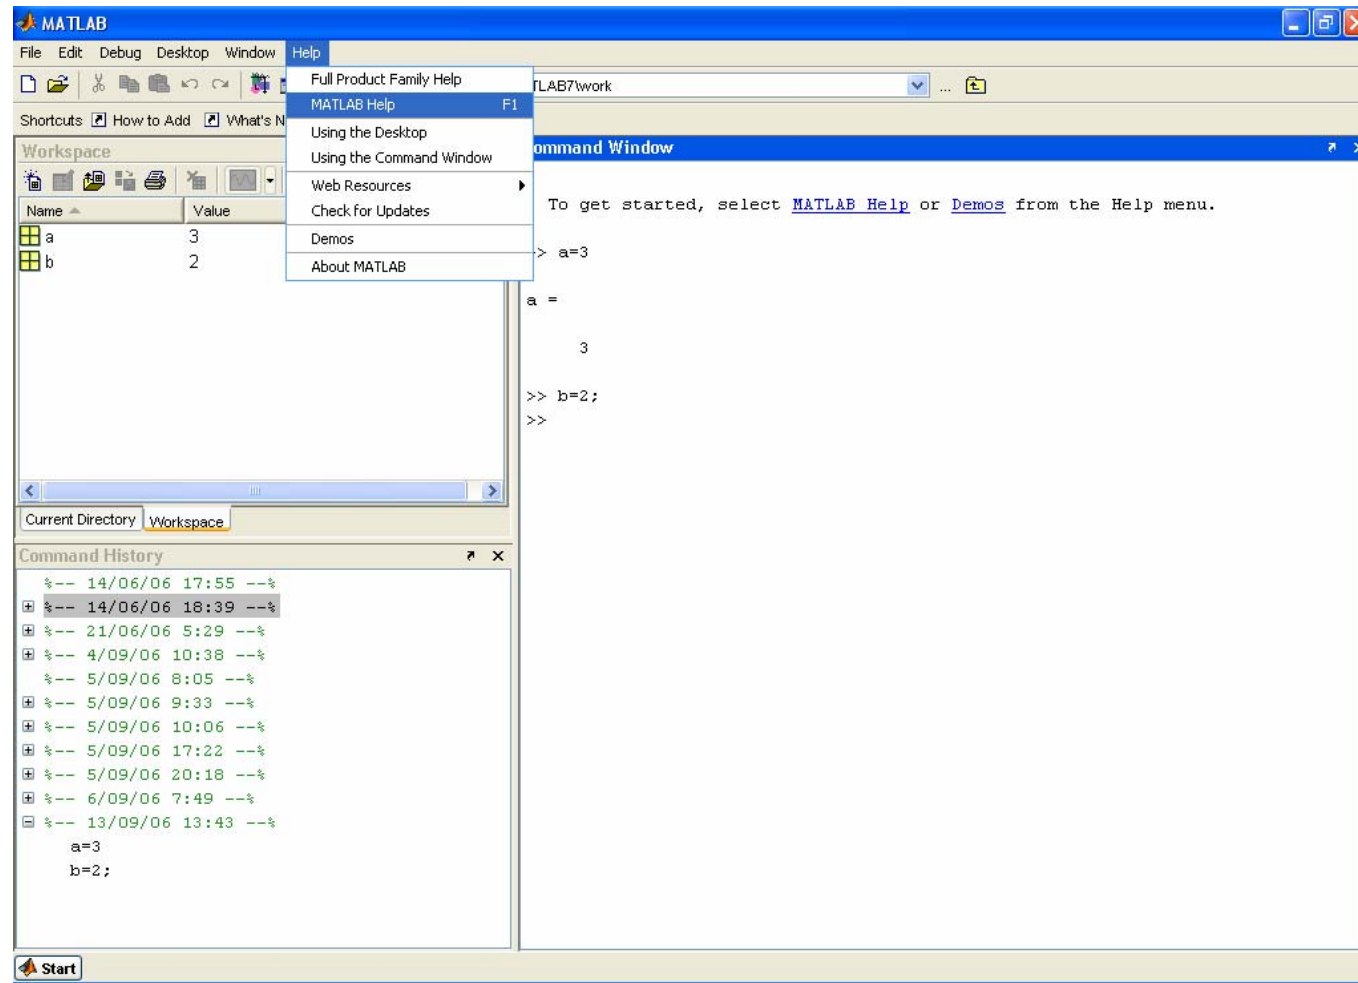 MATLAB
File Edit Debug Desktop Window Help
TLAB7\work ...
Shortcuts How to Add What's N
Full Product Family Help
MATLAB Help F1
Using the Desktop
Using the Command Window
Web Resources
Check for Updates
Demos
About MATLAB
Workspace
Name Value
a 3
b 2
Current Directory Workspace
Command History
%-- 14/06/06 17:55 --%
%-- 14/06/06 18:39 --%
%-- 21/06/06 5:29 --%
%-- 4/09/06 10:38 --%
%-- 5/09/06 8:05 --%
%-- 5/09/06 9:33 --%
%-- 5/09/06 10:06 --%
%-- 5/09/06 17:22 --%
%-- 5/09/06 20:18 --%
%-- 6/09/06 7:49 --%
%-- 13/09/06 13:43 --%
a=3
b=2;
ommand Window
To get started, select MATLAB Help or Demos from the Help menu.
> a=3
a =
3
>> b=2;
>>
Start